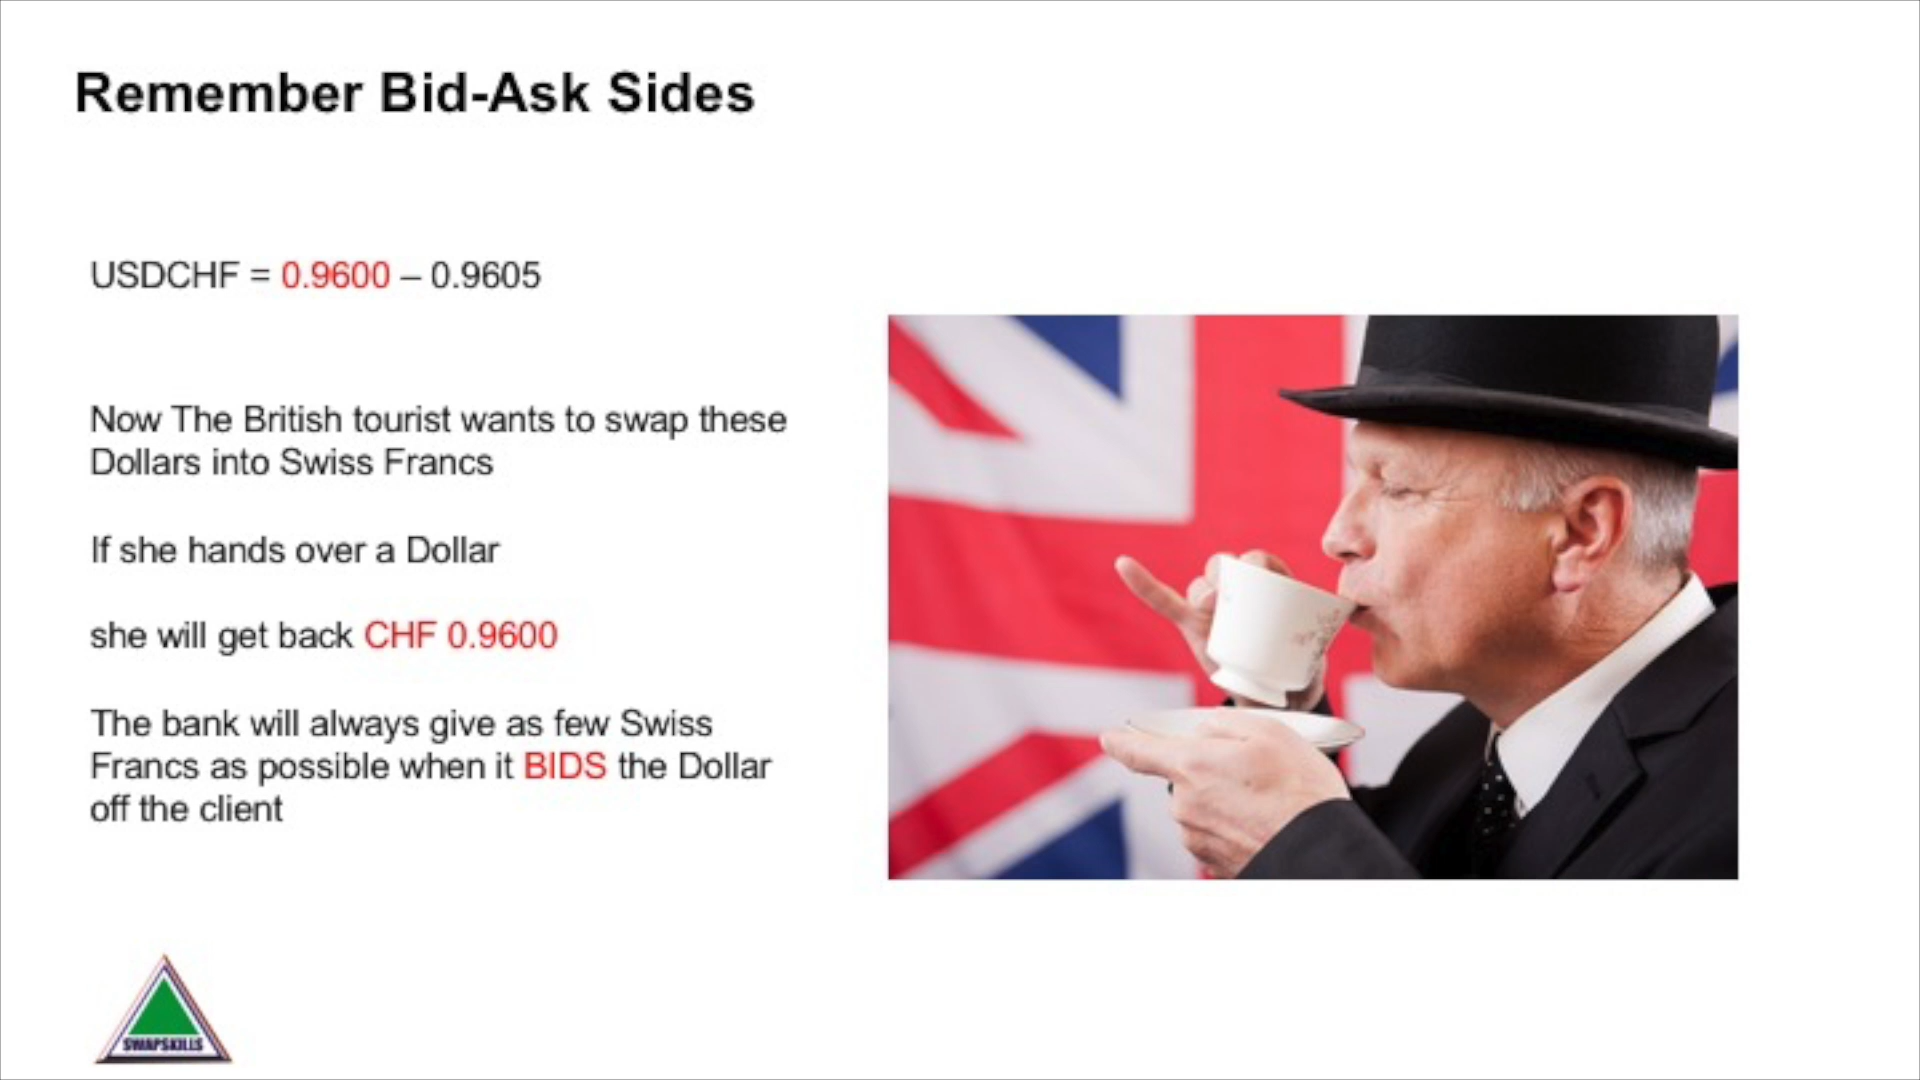 Remember Bid-Ask Sides
USDCHF = 0.9600 – 0.9605
Now The British tourist wants to swap these
Dollars into Swiss Francs
If she hands over a Dollar
she will get back CHF 0.9600
The bank will always give as few Swiss
Francs as possible when it BIDS the Dollar
off the client
SWAPSKILLS